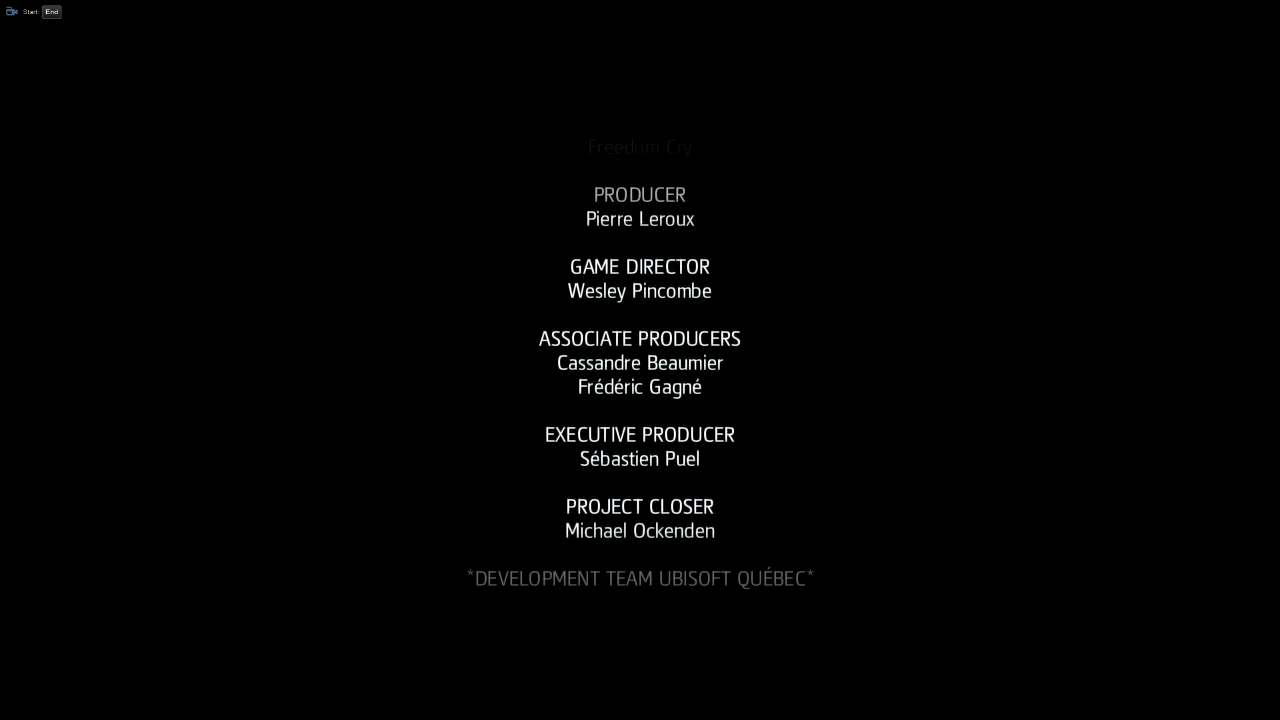 Start: End
Freedom Cry
PRODUCER
Pierre Leroux
GAME DIRECTOR
Wesley Pincombe
ASSOCIATE PRODUCERS
Cassandre Beaumier
Frédéric Gagné
EXECUTIVE PRODUCER
Sébastien Puel
PROJECT CLOSER
Michael Ockenden
*DEVELOPMENT TEAM UBISOFT QUÉBEC*